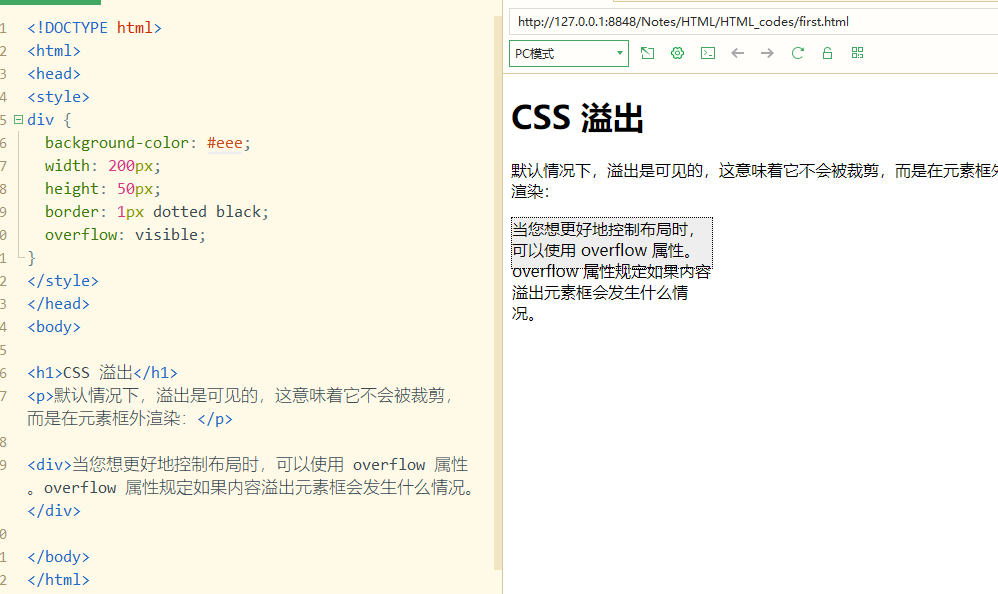 1 <!DOCTYPE html>
2 <html>
3 <head>
4 <style>
5 div {
6 background-color: #eee;
7 width: 200px;
8 height: 50px;
9 border: 1px dotted black;
0 overflow: visible;
1 }
2 </style>
3 </head>
4 <body>
5
6 <h1>CSS 溢出</h1>
7 <p>默认情况下，溢出是可见的，这意味着它不会被裁剪，
而是在元素框外渲染：</p>
8
9 <div>当您想更好地控制布局时，可以使用 overflow 属性
。overflow 属性规定如果内容溢出元素框会发生什么情况。
</div>
0
1 </body>
2 </html>
http://127.0.0.1:8848/Notes/HTML/HTML_codes/first.html
PC模式
CSS 溢出
默认情况下，溢出是可见的，这意味着它不会被裁剪，而是在元素框外
渲染：
当您想更好地控制布局时，
可以使用 overflow 属性。
overflow 属性规定如果内容
溢出元素框会发生什么情
况。